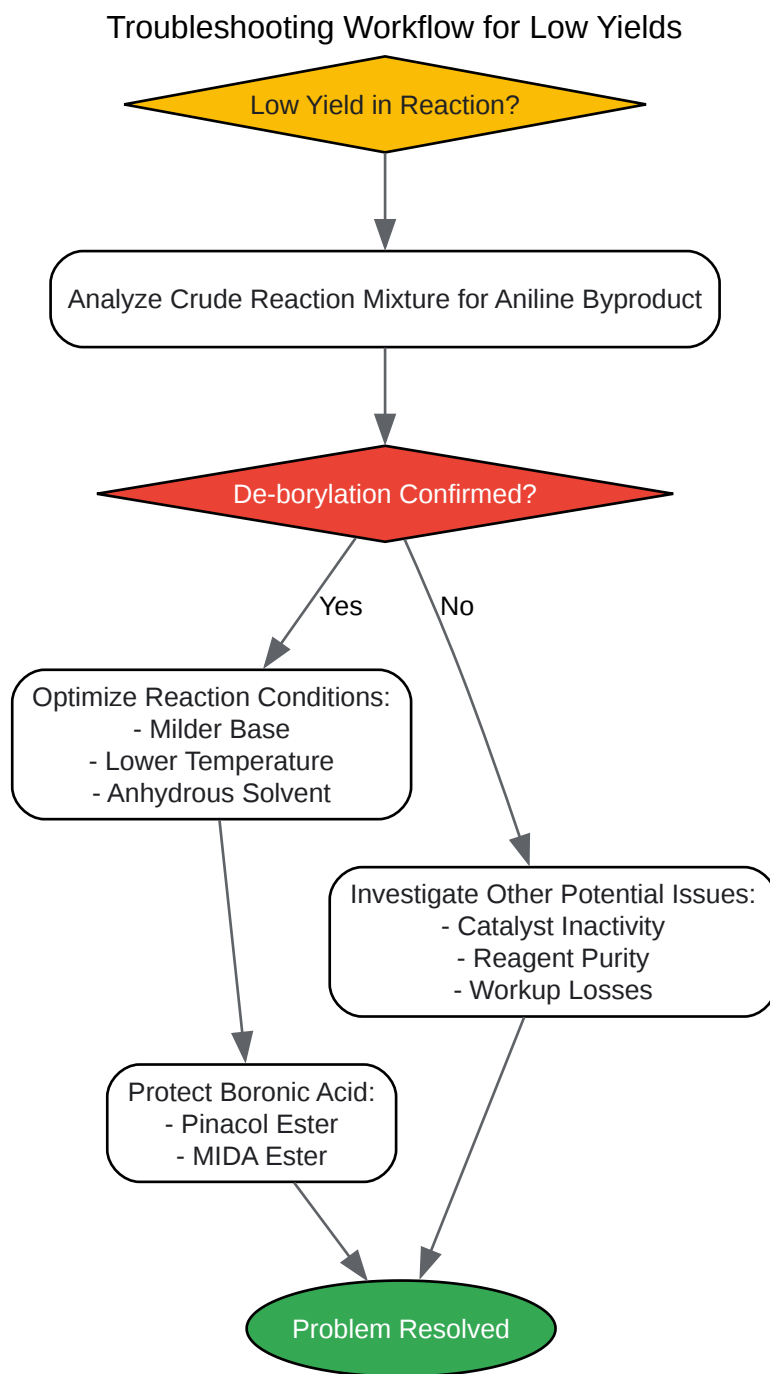 Troubleshooting Workflow for Low Yields
Low Yield in Reaction?
Analyze Crude Reaction Mixture for Aniline Byproduct
De-borylation Confirmed?
Yes
No
Optimize Reaction Conditions:
- Milder Base
- Lower Temperature
- Anhydrous Solvent
Investigate Other Potential Issues:
- Catalyst Inactivity
- Reagent Purity
- Workup Losses
Protect Boronic Acid:
- Pinacol Ester
- MIDA Ester
Problem Resolved